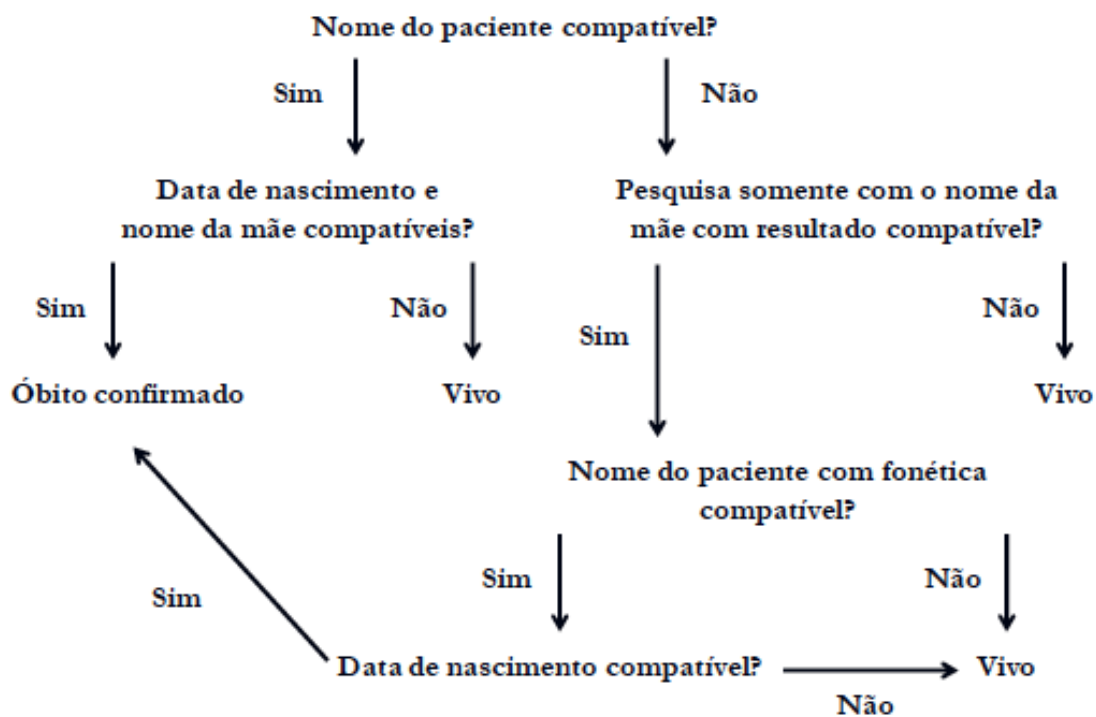 Nome do paciente compatível?
Sim
Não
Data de nascimento e
nome da mãe compatíveis?
Pesquisa somente com o nome da
mãe com resultado compatível?
Sim
Não
Sim
Não
Óbito confirmado
Vivo
Vivo
Nome do paciente com fonética
compatível?
Sim
Não
Sim
Data de nascimento compatível?
Vivo
Não